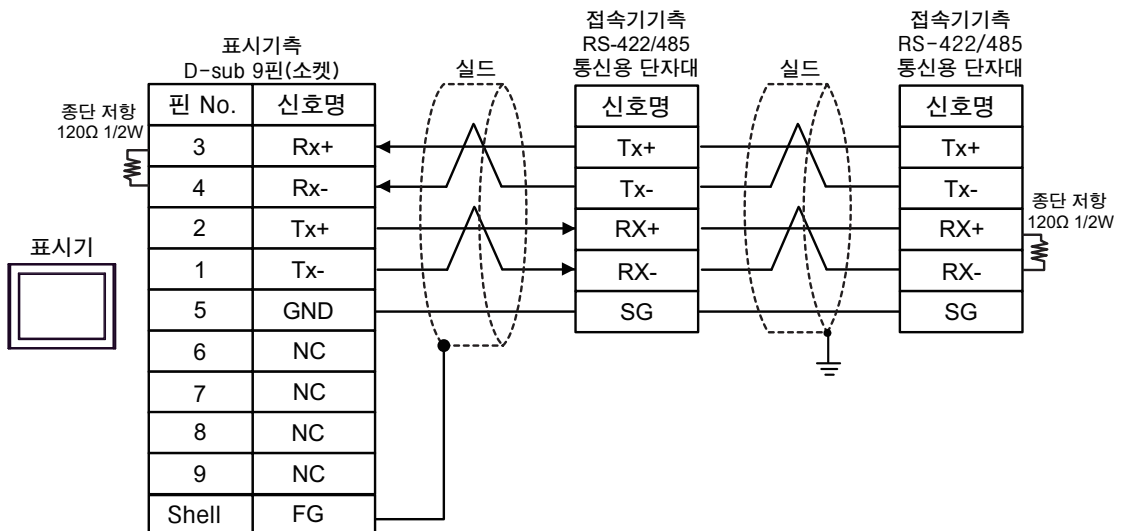 표시기
종단 저항
120Ω 1/2W
표시기측
D-sub 9핀(소켓)
핀 No. 신호명
3 Rx+
4 Rx-
2 Tx+
1 Tx-
5 GND
6 NC
7 NC
8 NC
9 NC
Shell FG
실드
접속기기측
RS-422/485
통신용 단자대
신호명
Tx+
Tx-
RX+
RX-
SG
실드
접속기기측
RS-422/485
통신용 단자대
신호명
Tx+
Tx-
RX+
RX-
SG
종단 저항
120Ω 1/2W